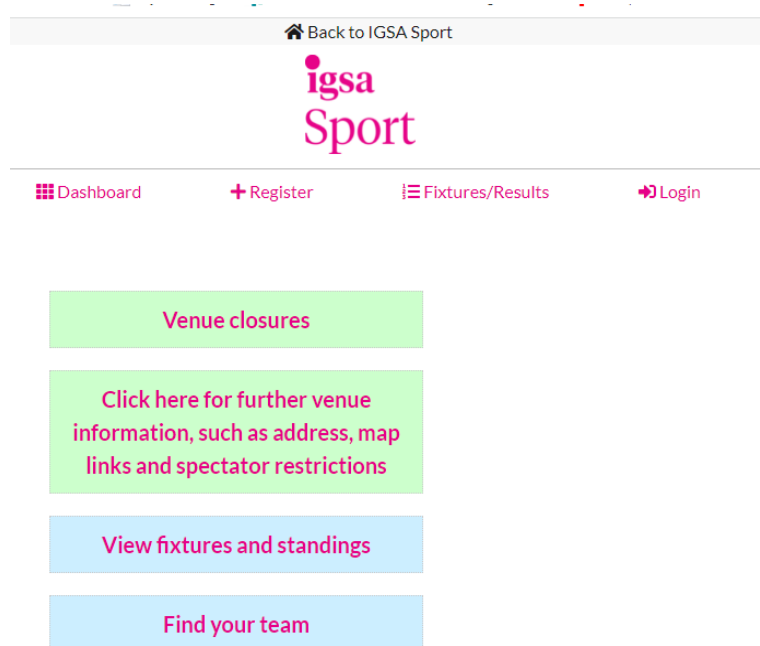 Back to IGSA Sport
igsa
Sport
Dashboard
Register
Fixtures/Results
Login
Venue closures
Click here for further venue
information, such as address, map
links and spectator restrictions
View fixtures and standings
Find your team